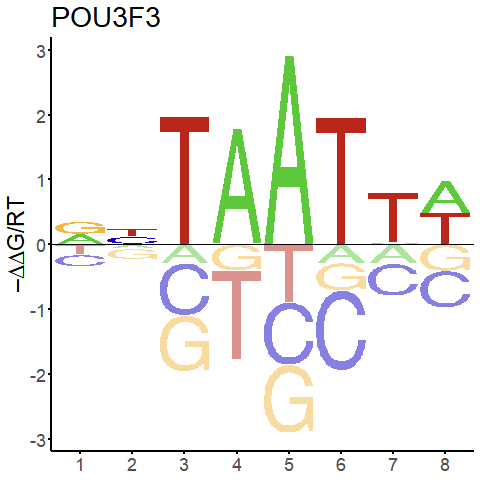 POU3F3
−ΔΔG/RT
3
2
1
0
-1
-2
-3
G T T A A T T A
A C T
T A G A G A G
C G C T T G C C
G C C
G
1 2 3 4 5 6 7 8